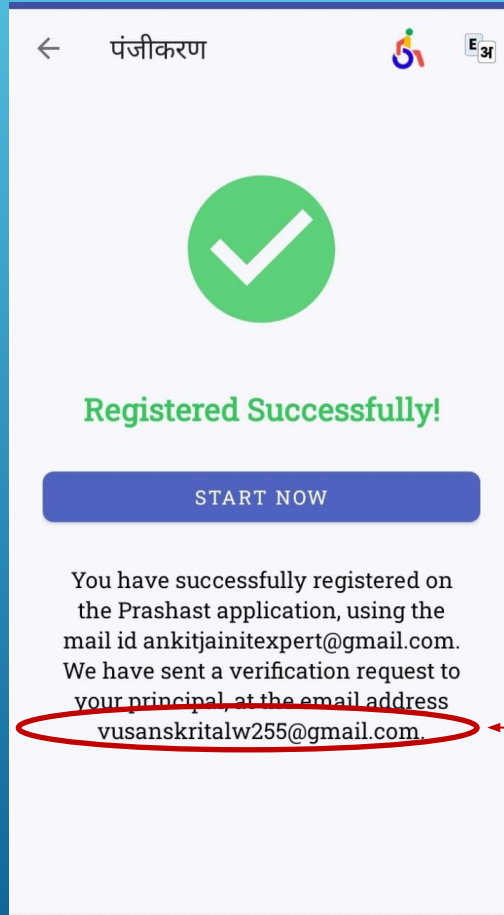 पंजीकरण
E अ
Registered Successfully!
START NOW
You have successfully registered on
the Prashast application, using the
mail id ankitjainitexpert@gmail.com.
We have sent a verification request to
your principal, at the email address
vusanskritalw255@gmail.com.